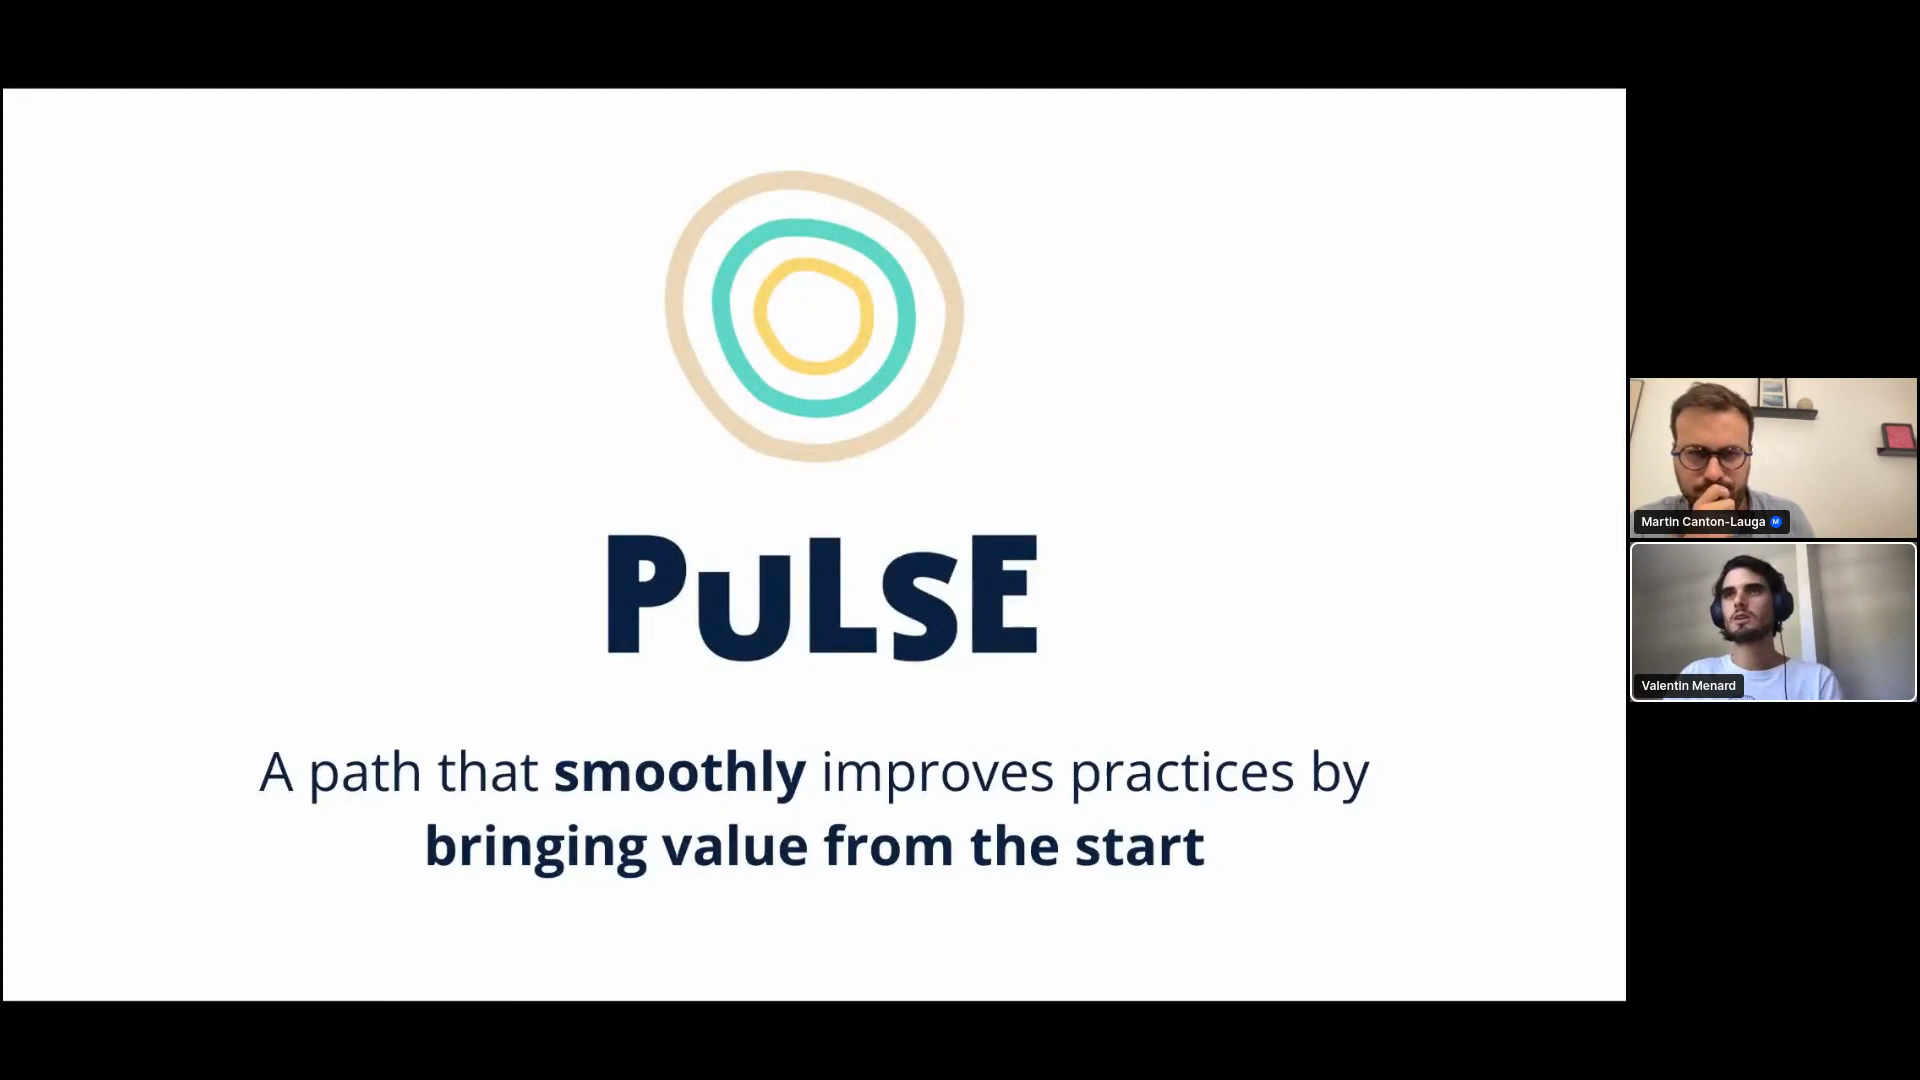 PuLsE
A path that smoothly improves practices by
bringing value from the start
Martin Canton-Lauga M
Valentin Menard